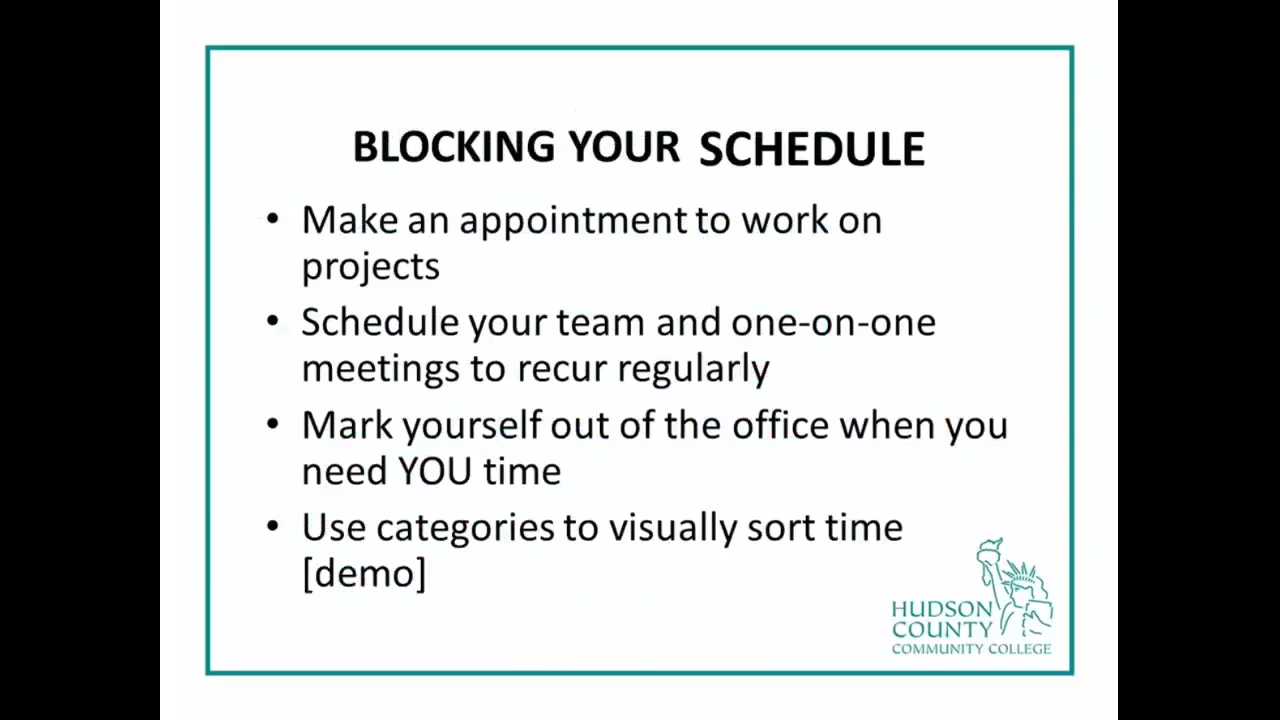 BLOCKING YOUR SCHEDULE
• Make an appointment to work on
projects
• Schedule your team and one-on-one
meetings to recur regularly
• Mark yourself out of the office when you
need YOU time
• Use categories to visually sort time
[demo]
HUDSON
COUNTY
COMMUNITY COLLEGE